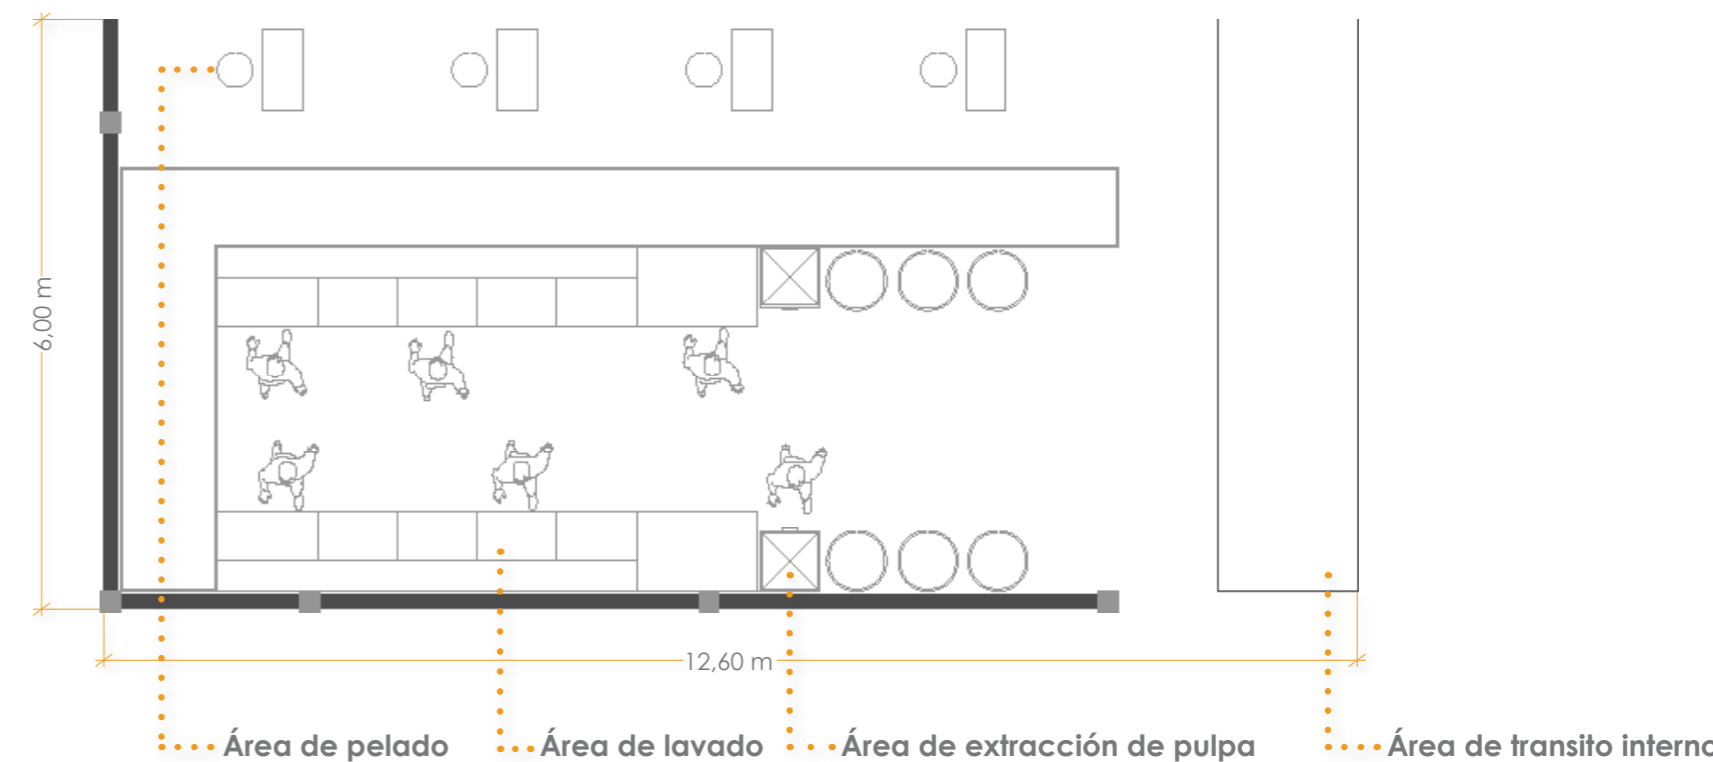 6,00 m
12,60 m
Área de pelado
Área de lavado
Área de extracción de pulpa
Área de transito interno